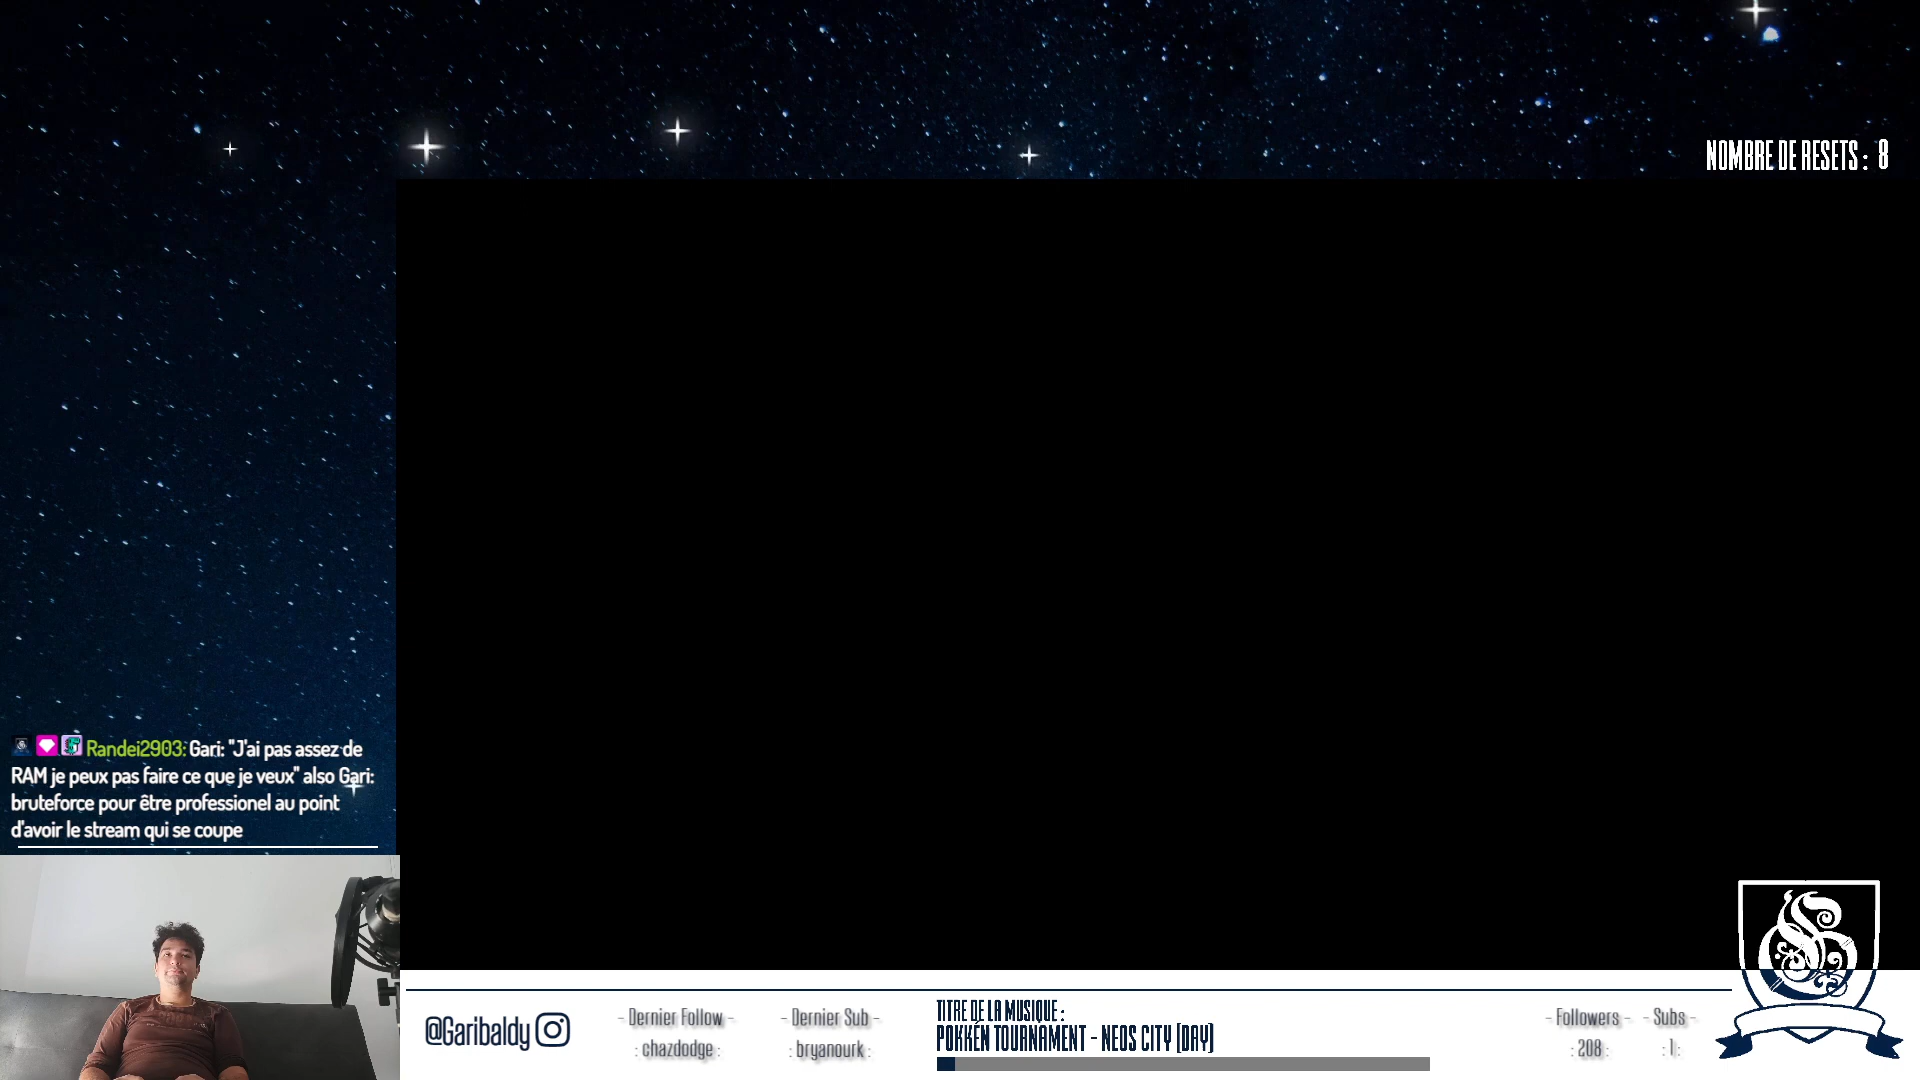 NOMBRE DE RESETS : 8
Randei2903: Gari: "J'ai pas assez de
RAM je peux pas faire ce que je veux" also Gari:
bruteforce pour être professionel au point
d'avoir le stream qui se coupe
@Garibaldy
- Dernier Follow -
: chazdodge :
- Dernier Sub -
: bryanourk :
TITRE DE LA MUSIQUE :
POKKÉN TOURNAMENT - NEOS CITY (DAY)
- Followers -
: 208 :
- Subs -
: 1 :